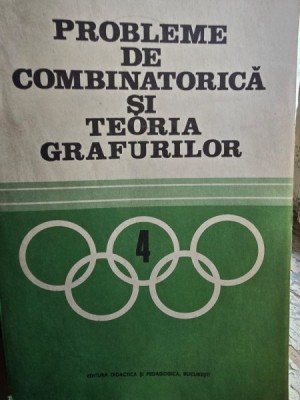 PROBLEME
DE
COMBINATORICĂ
ȘI
TEORIA
GRAFURILOR
4
EDITURA DIDACTICĂ ȘI PEDAGOGICĂ, BUCUREȘTI